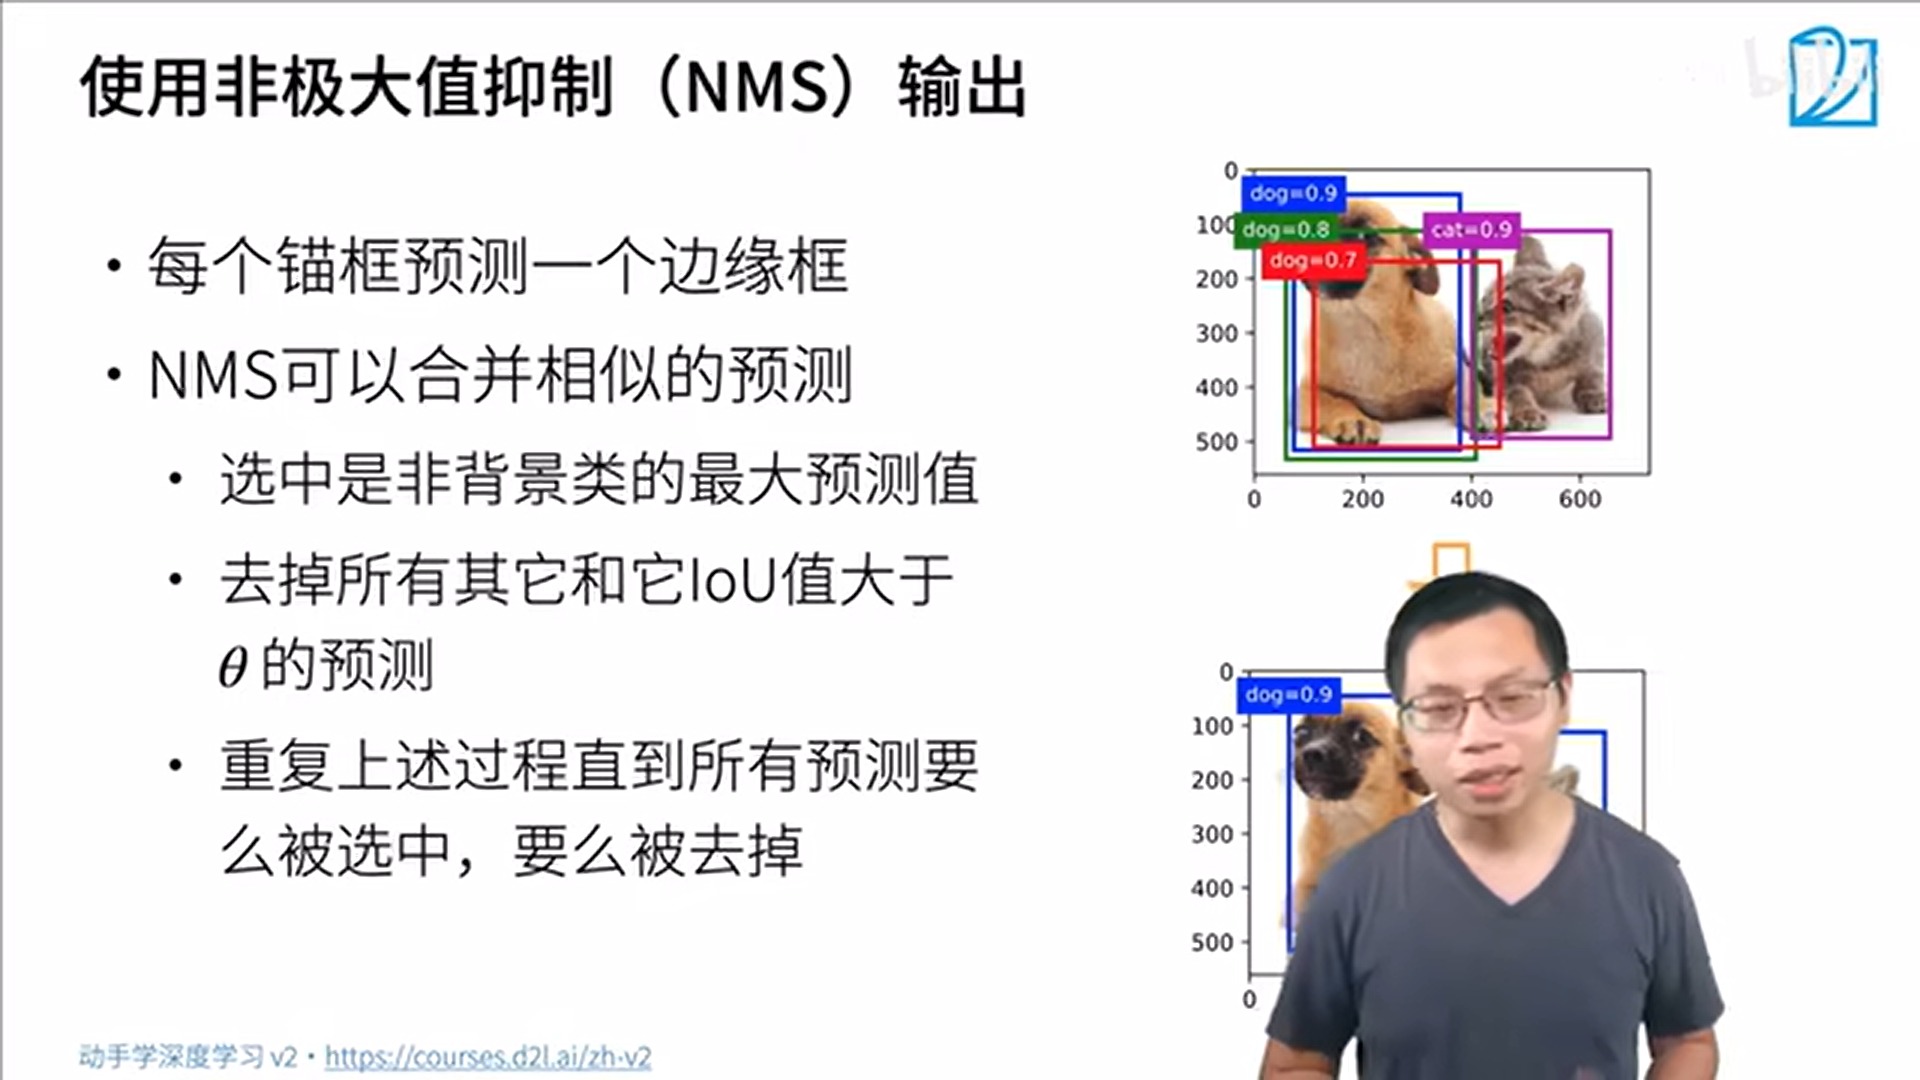 使用非极大值抑制（NMS）输出
bilibili
• 每个锚框预测一个边缘框
• NMS可以合并相似的预测
• 选中是非背景类的最大预测值
• 去掉所有其它和它IoU值大于
θ 的预测
• 重复上述过程直到所有预测要
么被选中，要么被去掉
0
100
200
300
400
500
0 200 400 600
dog=0.9
dog=0.8
cat=0.9
dog=0.7
0
100
200
300
400
500
0
dog=0.9
动手学深度学习 v2 • https://courses.d2l.ai/zh-v2